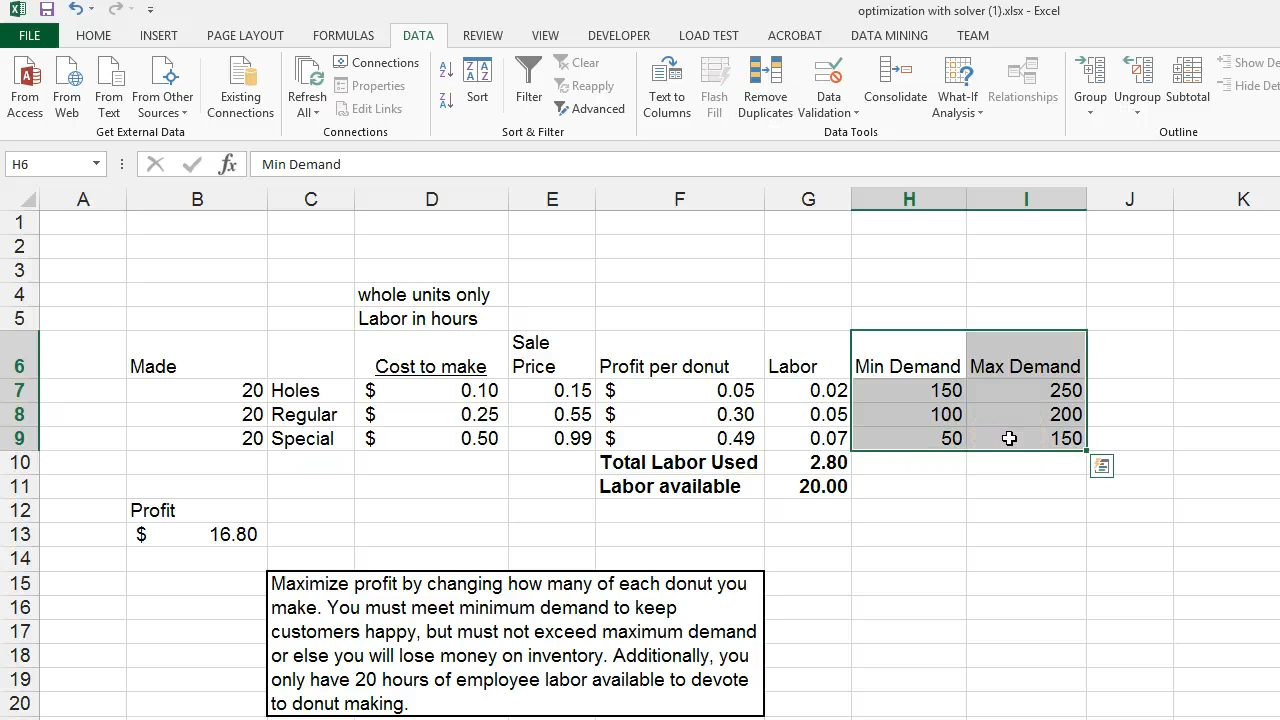 optimization with solver (1).xlsx - Excel
FILE HOME INSERT PAGE LAYOUT FORMULAS DATA REVIEW VIEW DEVELOPER LOAD TEST ACROBAT DATA MINING TEAM
From Access
From Web
From Text
From Other Sources
Existing Connections
Get External Data
Refresh All
Connections
Properties
Edit Links
Connections
Sort
Filter
Clear
Reapply
Advanced
Sort & Filter
Text to Columns
Flash Fill
Remove Duplicates
Data Validation
Consolidate
What-If Analysis
Relationships
Data Tools
Group
Ungroup
Subtotal
Show De
Hide Det
Outline
H6 fx Min Demand
A B C D E F G H I J K
1
2
3
4 whole units only
5 Labor in hours
6 Made Cost to make Sale Price Profit per donut Labor Min Demand Max Demand
7 20 Holes $ 0.10 0.15 $ 0.05 0.02 150 250
8 20 Regular $ 0.25 0.55 $ 0.30 0.05 100 200
9 20 Special $ 0.50 0.99 $ 0.49 0.07 50 150
10 Total Labor Used 2.80
11 Labor available 20.00
12 Profit
13 $ 16.80
14
15 Maximize profit by changing how many of each donut you
16 make. You must meet minimum demand to keep
17 customers happy, but must not exceed maximum demand
18 or else you will lose money on inventory. Additionally, you
19 only have 20 hours of employee labor available to devote
20 to donut making.